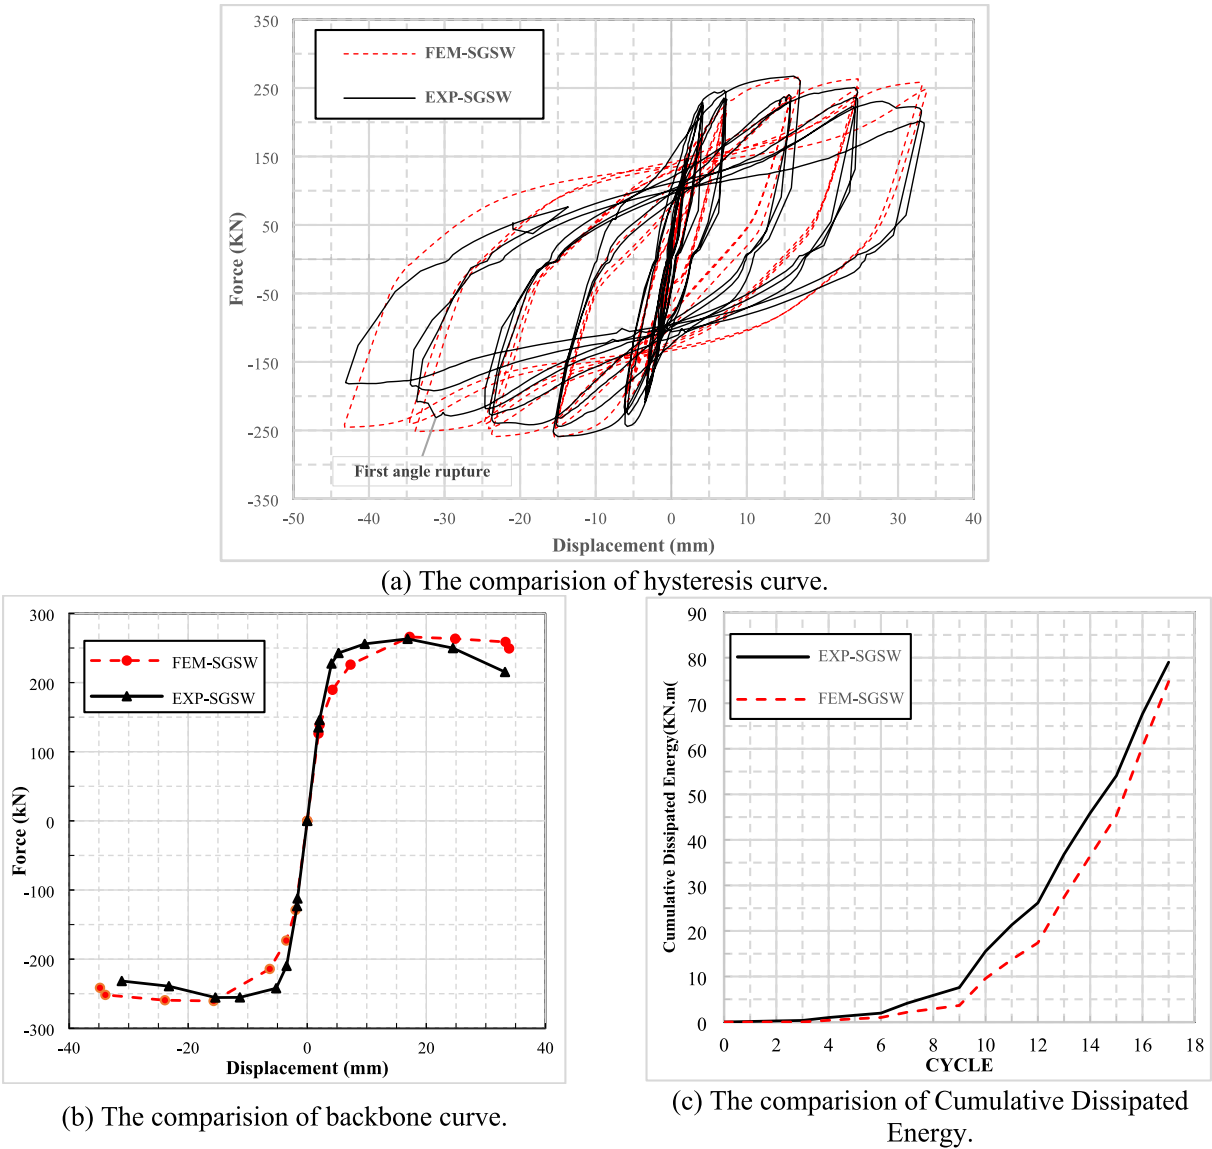 350
250
150
50
-50
-150
-250
-350
Force (KN)
FEM-SGSW
EXP-SGSW
First angle rupture
-50 -40 -30 -20 -10 0 10 20 30 40
Displacement (mm)
(a) The comparision of hysteresis curve.
300
200
100
0
-100
-200
-300
Force (kN)
FEM-SGSW
EXP-SGSW
-40 -20 0 20 40
Displacement (mm)
(b) The comparision of backbone curve.
90
80
70
60
50
40
30
20
10
0
Cumulative Dissipated Energy(KN.m(
EXP-SGSW
FEM-SGSW
0 2 4 6 8 10 12 14 16 18
CYCLE
(c) The comparision of Cumulative Dissipated
Energy.